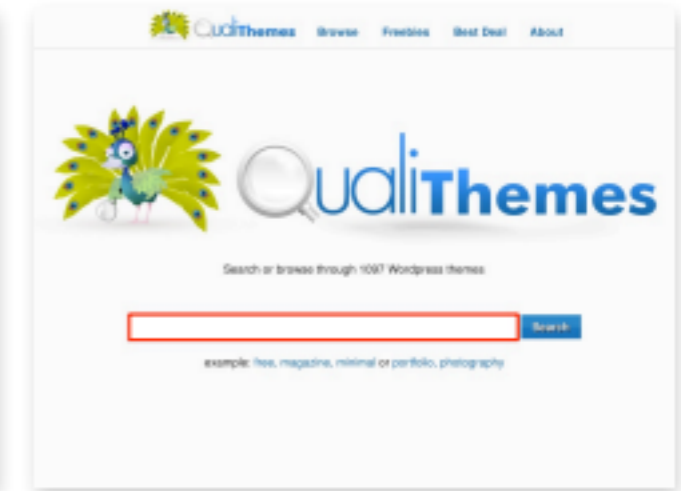 QualiThemes Browse Freebies Best Deal About
QualiThemes
Search or browse through 1097 Wordpress themes
Search
example: free, magazine, minimal or portfolio, photography